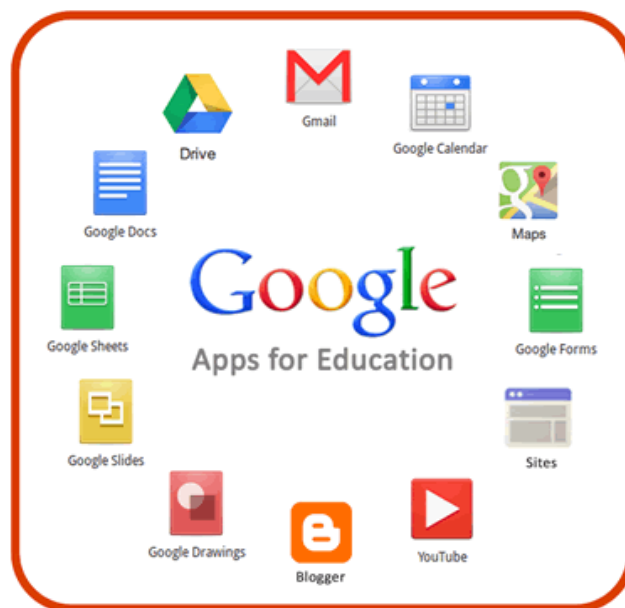 Gmail
Drive
Google Calendar
Google Docs
Maps
Google
Apps for Education
Google Sheets
Google Forms
Google Slides
Sites
Google Drawings
Blogger
YouTube